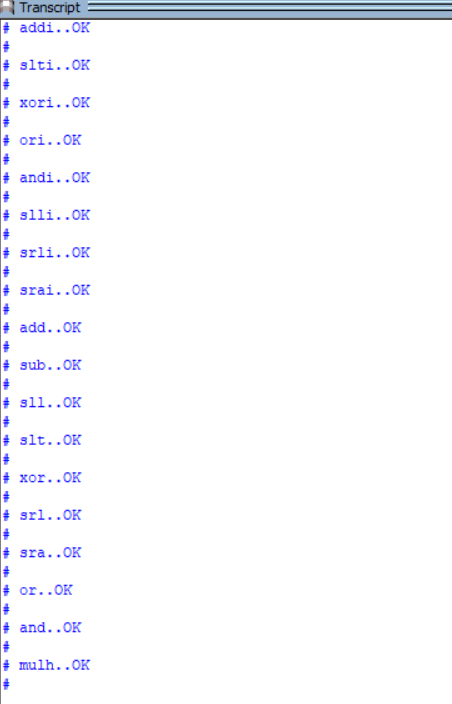 Transcript
# addi..OK
#
# slti..OK
#
# xori..OK
#
# ori..OK
#
# andi..OK
#
# slli..OK
#
# srli..OK
#
# srai..OK
#
# add..OK
#
# sub..OK
#
# sll..OK
#
# slt..OK
#
# xor..OK
#
# srl..OK
#
# sra..OK
#
# or..OK
#
# and..OK
#
# mulh..OK
#